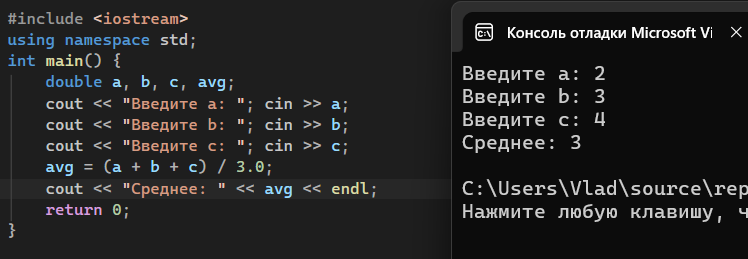 #include <iostream>
using namespace std;
int main() {
    double a, b, c, avg;
    cout << "Введите a: "; cin >> a;
    cout << "Введите b: "; cin >> b;
    cout << "Введите c: "; cin >> c;
    avg = (a + b + c) / 3.0;
    cout << "Среднее: " << avg << endl;
    return 0;
}
Консоль отладки Microsoft Vi
Введите a: 2
Введите b: 3
Введите c: 4
Среднее: 3
C:\Users\Vlad\source\rep
Нажмите любую клавишу, ч